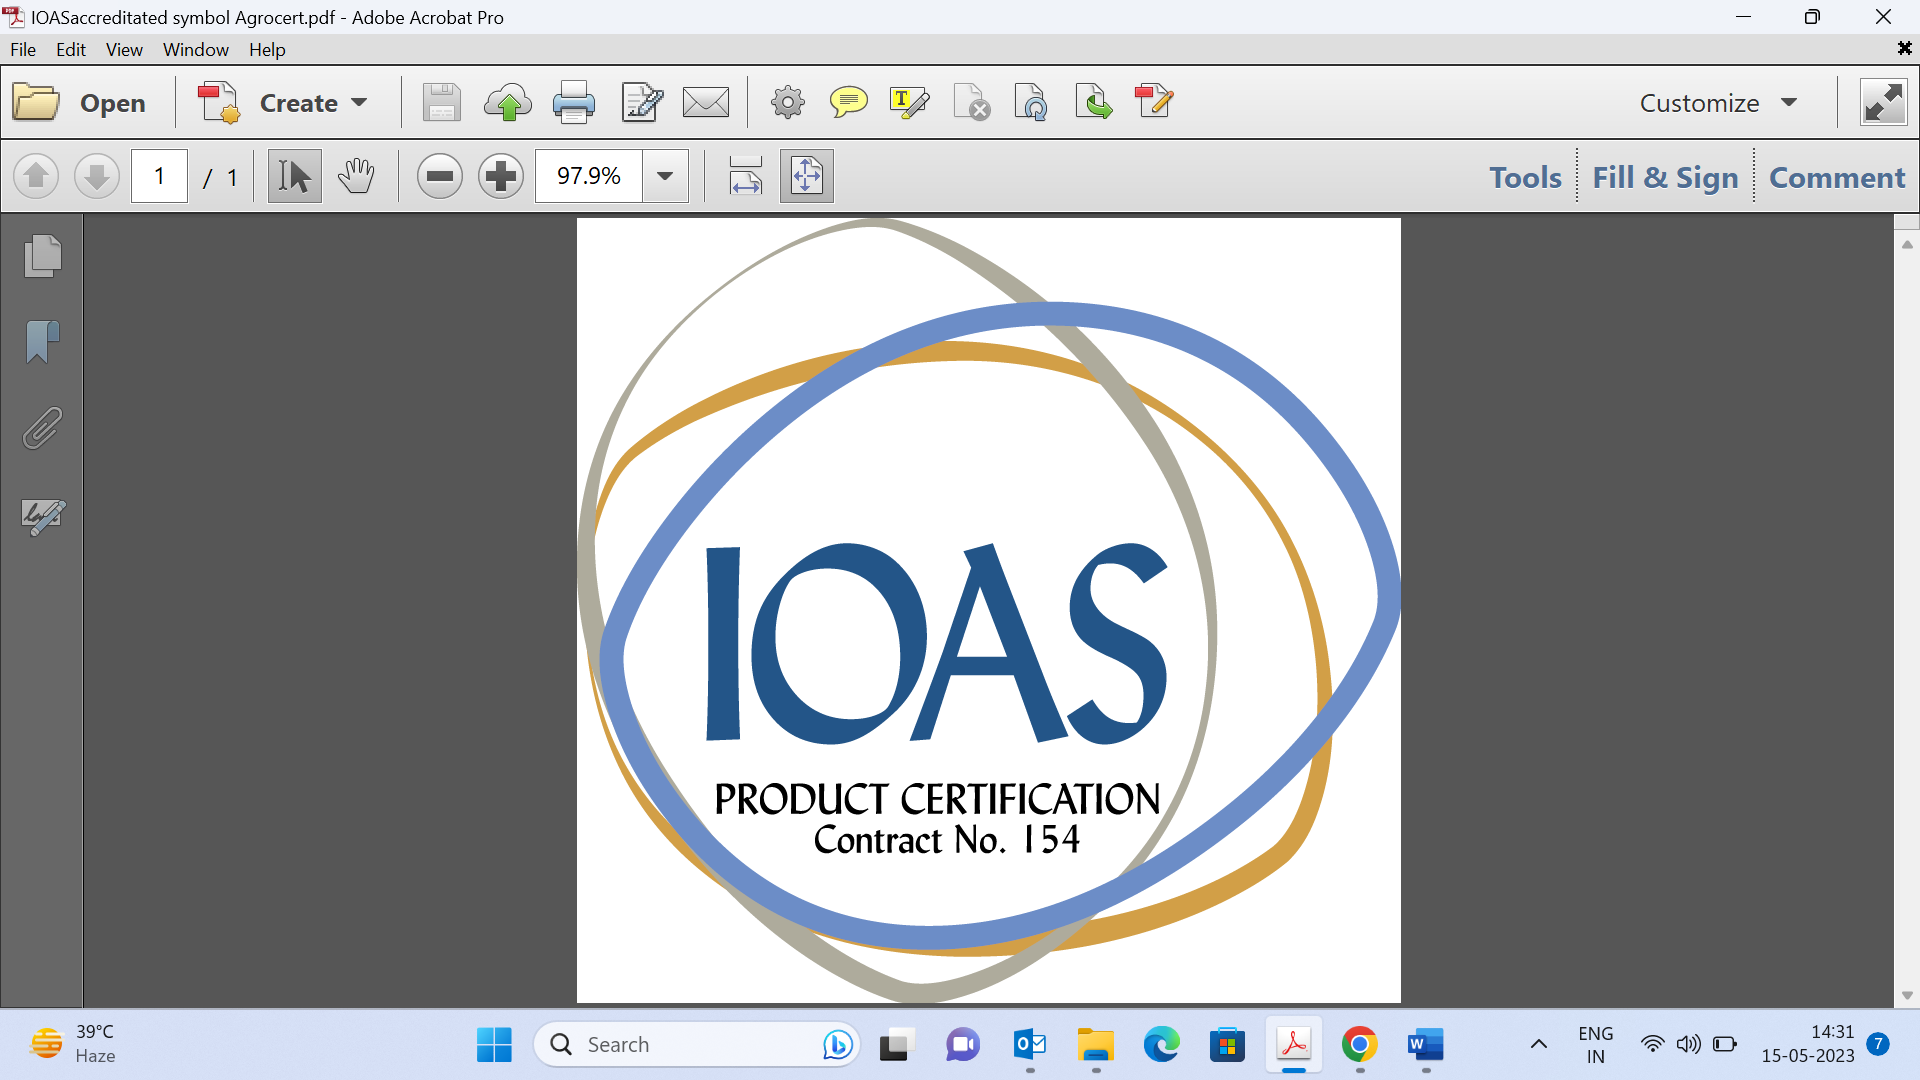 IOASaccreditated symbol Agrocert.pdf - Adobe Acrobat Pro
File Edit View Window Help
Open Create Customize
1 / 1 97.9% Tools Fill & Sign Comment
IOAS
PRODUCT CERTIFICATION
Contract No. 154
39°C
Haze
Search
ENG
IN
14:31
15-05-2023
7